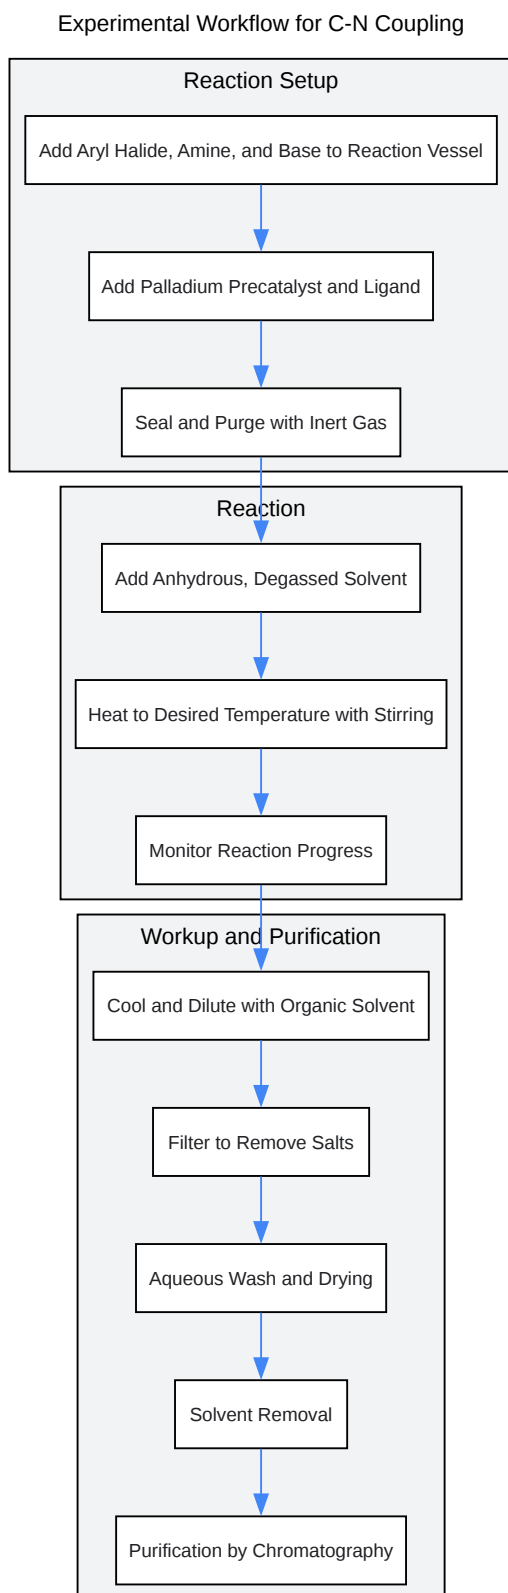 Experimental Workflow for C-N Coupling
Reaction Setup
Add Aryl Halide, Amine, and Base to Reaction Vessel
Add Palladium Precatalyst and Ligand
Seal and Purge with Inert Gas
Reaction
Add Anhydrous, Degassed Solvent
Heat to Desired Temperature with Stirring
Monitor Reaction Progress
Workup and Purification
Cool and Dilute with Organic Solvent
Filter to Remove Salts
Aqueous Wash and Drying
Solvent Removal
Purification by Chromatography